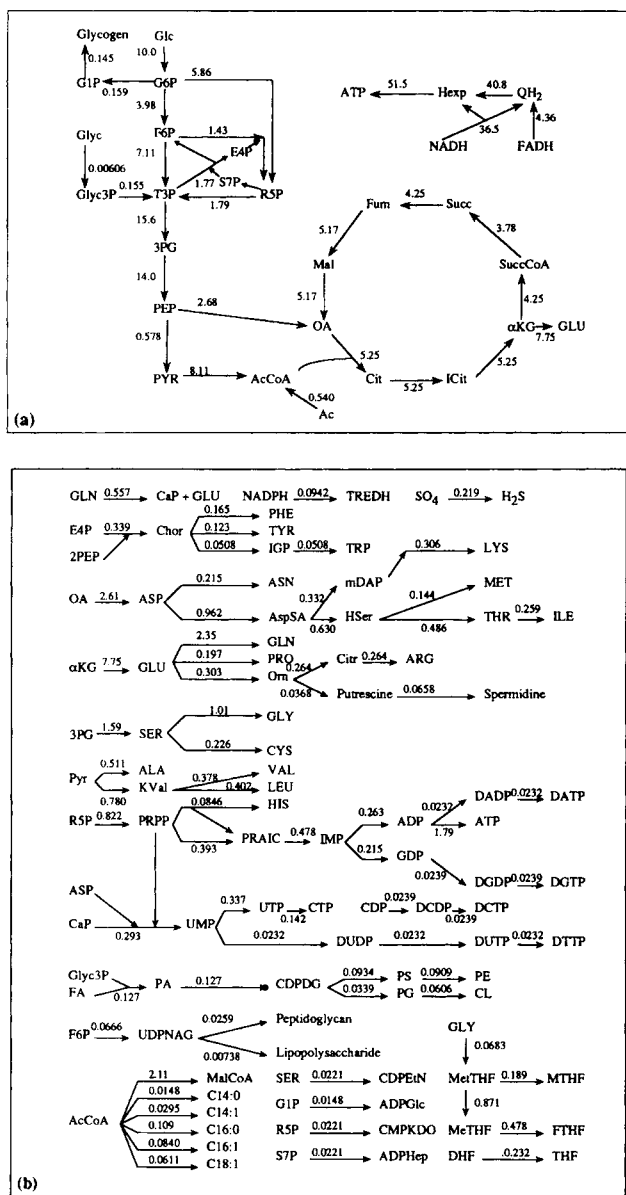 Glycogen Glc
0.145 10.0
G1P 0.159 G6P 5.86
3.98
F6P 1.43
Glyc 7.11 E4P
0.00606 1.77 S7P
Glyc3P 0.155 T3P 1.79 R5P
15.6
3PG
14.0
PEP 2.68
0.578
PYR 8.11 AcCoA
0.540
Ac
ATP 51.5 Hexp 40.8 QH2
36.5 4.36
NADH FADH
Fum 4.25 Succ
5.17 3.78
Mal SuccCoA
5.17 4.25
OA αKG GLU
7.75
5.25 5.25
Cit 5.25 ICit
(a)
GLN 0.557 CaP + GLU NADPH 0.0942 TREDH SO4 0.219 H2S
E4P 0.339 Chor 0.165 PHE
0.123 TYR
2PEP 0.0508 IGP 0.0508 TRP
OA 2.61 ASP 0.215 ASN
0.962 AspSA 0.332 mDAP 0.306 LYS
0.630 HSer 0.144 MET
0.486 THR 0.259 ILE
αKG 7.75 GLU 2.35 GLN
0.197 PRO
0.303 Orn 0.264 Citr 0.264 ARG
0.0368 Putrescine 0.0658 Spermidine
3PG 1.59 SER 1.01 GLY
0.226 CYS
Pyr 0.511 ALA
0.780 KVal 0.378 VAL
0.402 LEU
R5P 0.822 PRPP 0.0846 HIS
0.393 PRAIC 0.478 IMP 0.263 ADP 0.0232 DADP 0.0232 DATP
1.79 ATP
0.215 GDP
0.0239 DGDP 0.0239 DGTP
ASP
CaP 0.293 UMP 0.337 UTP 0.142 CTP CDP 0.0239 DCDP 0.0239 DCTP
0.0232 DUDP 0.0232 DUTP 0.0232 DTTP
Glyc3P
FA 0.127 PA 0.127 CDPDG 0.0934 PS 0.0909 PE
0.0339 PG 0.0606 CL
F6P 0.0666 UDPNAG 0.0259 Peptidoglycan
0.00738 Lipopolysaccharide
AcCoA 2.11 MalCoA
0.0148 C14:0
0.0295 C14:1
0.109 C16:0
0.0840 C16:1
0.0611 C18:1
SER 0.0221 CDPEtN
G1P 0.0148 ADPGlc
R5P 0.0221 CMPKDO
S7P 0.0221 ADPHep
GLY
0.0683
MetTHF 0.189 MTHF
0.871
MeTHF 0.478 FTHF
DHF .0.232 THF
(b)